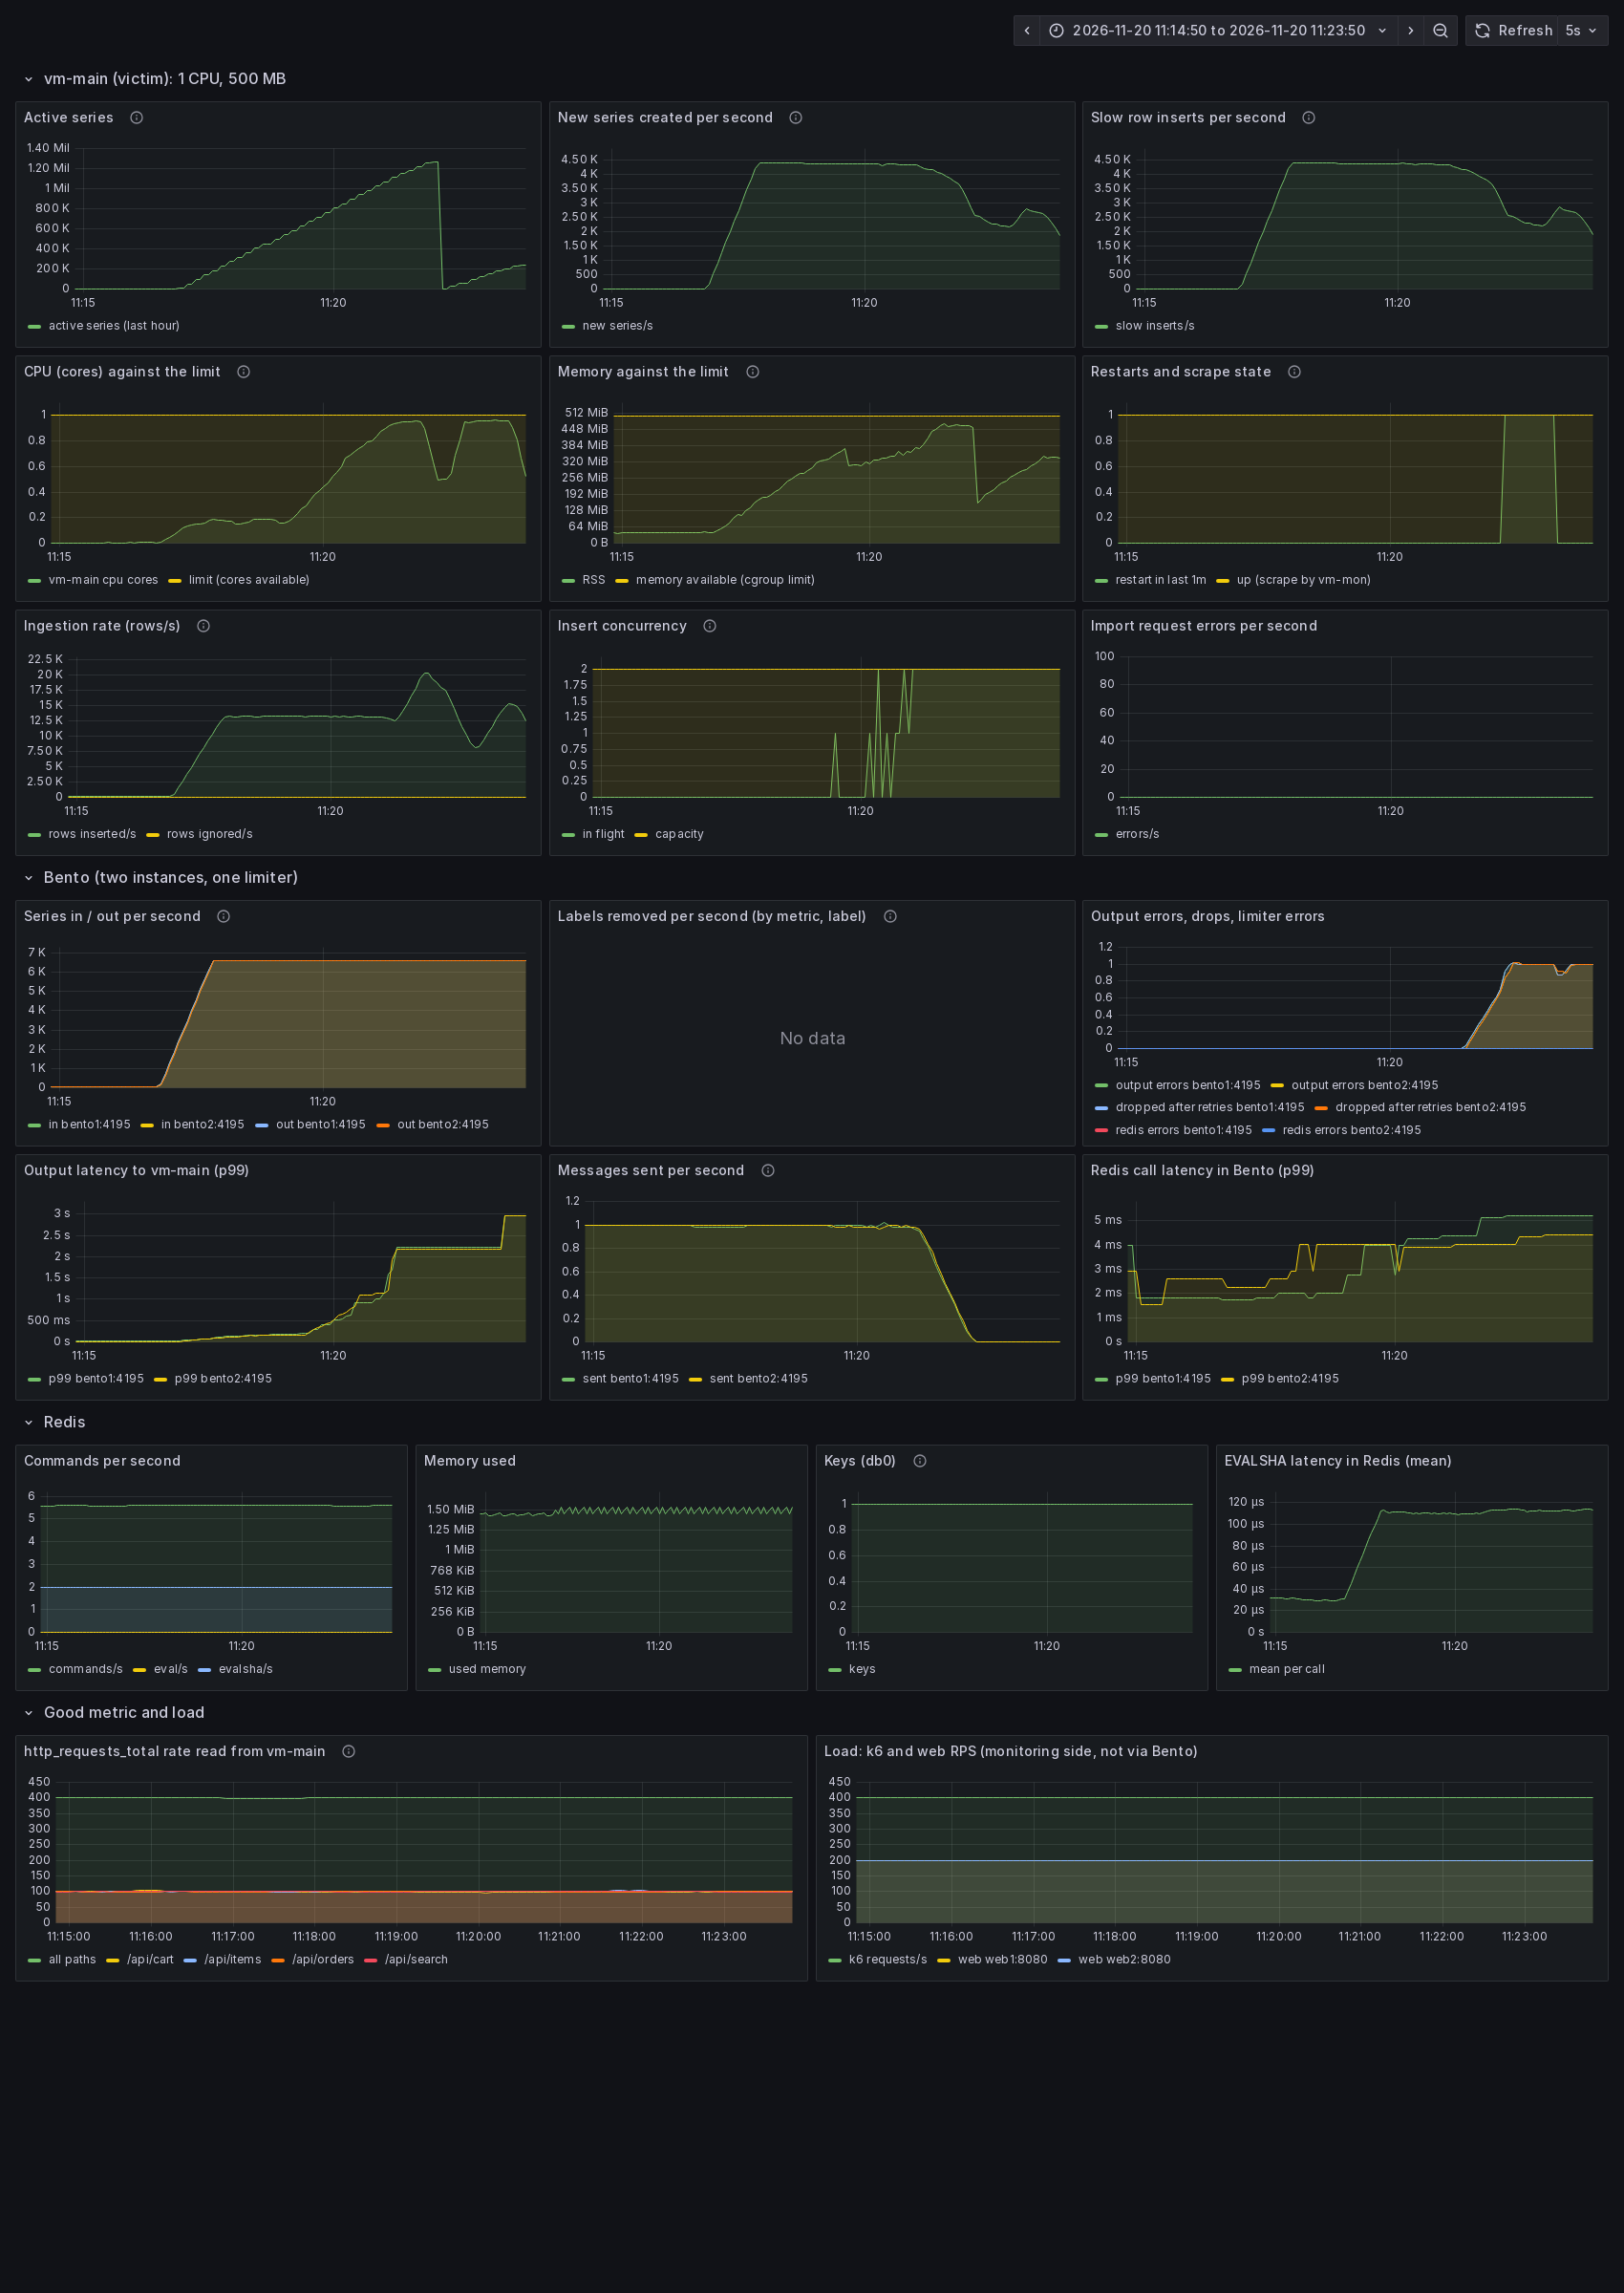 2026-11-20 11:14:50 to 2026-11-20 11:23:50 Refresh 5s
vm-main (victim): 1 CPU, 500 MB
Active series
1.40 Mil
1.20 Mil
1 Mil
800 K
600 K
400 K
200 K
0
11:15 11:20
active series (last hour)
New series created per second
4.50 K
4 K
3.50 K
3 K
2.50 K
2 K
1.50 K
1 K
500
0
11:15 11:20
new series/s
Slow row inserts per second
4.50 K
4 K
3.50 K
3 K
2.50 K
2 K
1.50 K
1 K
500
0
11:15 11:20
slow inserts/s
CPU (cores) against the limit
1
0.8
0.6
0.4
0.2
0
11:15 11:20
vm-main cpu cores limit (cores available)
Memory against the limit
512 MiB
448 MiB
384 MiB
320 MiB
256 MiB
192 MiB
128 MiB
64 MiB
0 B
11:15 11:20
RSS memory available (cgroup limit)
Restarts and scrape state
1
0.8
0.6
0.4
0.2
0
11:15 11:20
restart in last 1m up (scrape by vm-mon)
Ingestion rate (rows/s)
22.5 K
20 K
17.5 K
15 K
12.5 K
10 K
7.50 K
5 K
2.50 K
0
11:15 11:20
rows inserted/s rows ignored/s
Insert concurrency
2
1.75
1.5
1.25
1
0.75
0.5
0.25
0
11:15 11:20
in flight capacity
Import request errors per second
100
80
60
40
20
0
11:15 11:20
errors/s
Bento (two instances, one limiter)
Series in / out per second
7 K
6 K
5 K
4 K
3 K
2 K
1 K
0
11:15 11:20
in bento1:4195 in bento2:4195 out bento1:4195 out bento2:4195
Labels removed per second (by metric, label)
No data
Output errors, drops, limiter errors
1.2
1
0.8
0.6
0.4
0.2
0
11:15 11:20
output errors bento1:4195 output errors bento2:4195
dropped after retries bento1:4195 dropped after retries bento2:4195
redis errors bento1:4195 redis errors bento2:4195
Output latency to vm-main (p99)
3 s
2.5 s
2 s
1.5 s
1 s
500 ms
0 s
11:15 11:20
p99 bento1:4195 p99 bento2:4195
Messages sent per second
1.2
1
0.8
0.6
0.4
0.2
0
11:15 11:20
sent bento1:4195 sent bento2:4195
Redis call latency in Bento (p99)
5 ms
4 ms
3 ms
2 ms
1 ms
0 s
11:15 11:20
p99 bento1:4195 p99 bento2:4195
Redis
Commands per second
6
5
4
3
2
1
0
11:15 11:20
commands/s eval/s evalsha/s
Memory used
1.50 MiB
1.25 MiB
1 MiB
768 KiB
512 KiB
256 KiB
0 B
11:15 11:20
used memory
Keys (db0)
1
0.8
0.6
0.4
0.2
0
11:15 11:20
keys
EVALSHA latency in Redis (mean)
120 µs
100 µs
80 µs
60 µs
40 µs
20 µs
0 s
11:15 11:20
mean per call
Good metric and load
http_requests_total rate read from vm-main
450
400
350
300
250
200
150
100
50
0
11:15:00 11:16:00 11:17:00 11:18:00 11:19:00 11:20:00 11:21:00 11:22:00 11:23:00
all paths /api/cart /api/items /api/orders /api/search
Load: k6 and web RPS (monitoring side, not via Bento)
450
400
350
300
250
200
150
100
50
0
11:15:00 11:16:00 11:17:00 11:18:00 11:19:00 11:20:00 11:21:00 11:22:00 11:23:00
k6 requests/s web web1:8080 web web2:8080